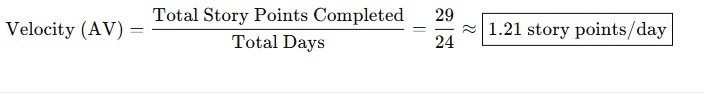 Velocity (AV) = Total Story Points Completed / Total Days = 29 / 24 ≈ 1.21 story points/day